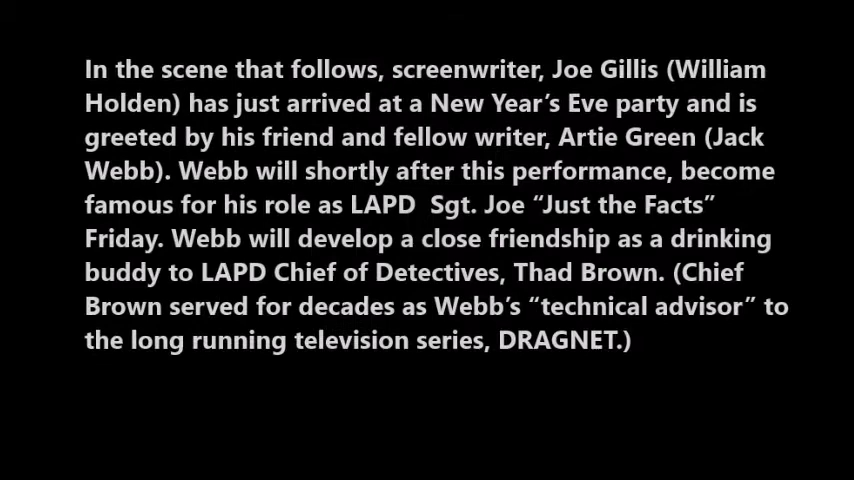 In the scene that follows, screenwriter, Joe Gillis (William
Holden) has just arrived at a New Year’s Eve party and is
greeted by his friend and fellow writer, Artie Green (Jack
Webb). Webb will shortly after this performance, become
famous for his role as LAPD  Sgt. Joe “Just the Facts”
Friday. Webb will develop a close friendship as a drinking
buddy to LAPD Chief of Detectives, Thad Brown. (Chief
Brown served for decades as Webb’s “technical advisor” to
the long running television series, DRAGNET.)